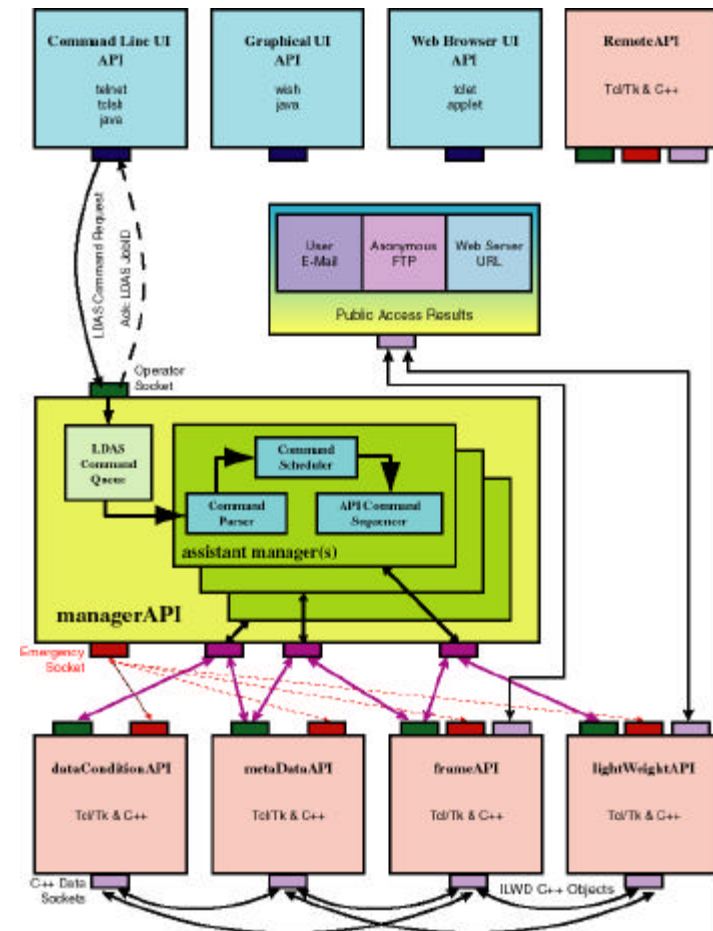 Command Line UI
API
telnet
tclsh
java
Graphical UI
API
wish
java
Web Browser UI
API
tclet
applet
RemoteAPI
Tcl/Tk & C++
LDAS Command Request
Ack: LDAS JobID
User
E-Mail
Anonymous
FTP
Web Server
URL
Public Access Results
Operator
Socket
LDAS
Command
Queue
Command
Scheduler
Command
Parser
API Command
Sequencer
assistant manager(s)
managerAPI
Emergency
Socket
dataConditionAPI
Tcl/Tk & C++
metaDataAPI
Tcl/Tk & C++
frameAPI
Tcl/Tk & C++
lightWeightAPI
Tcl/Tk & C++
C++ Data
Sockets
ILWD C++ Objects